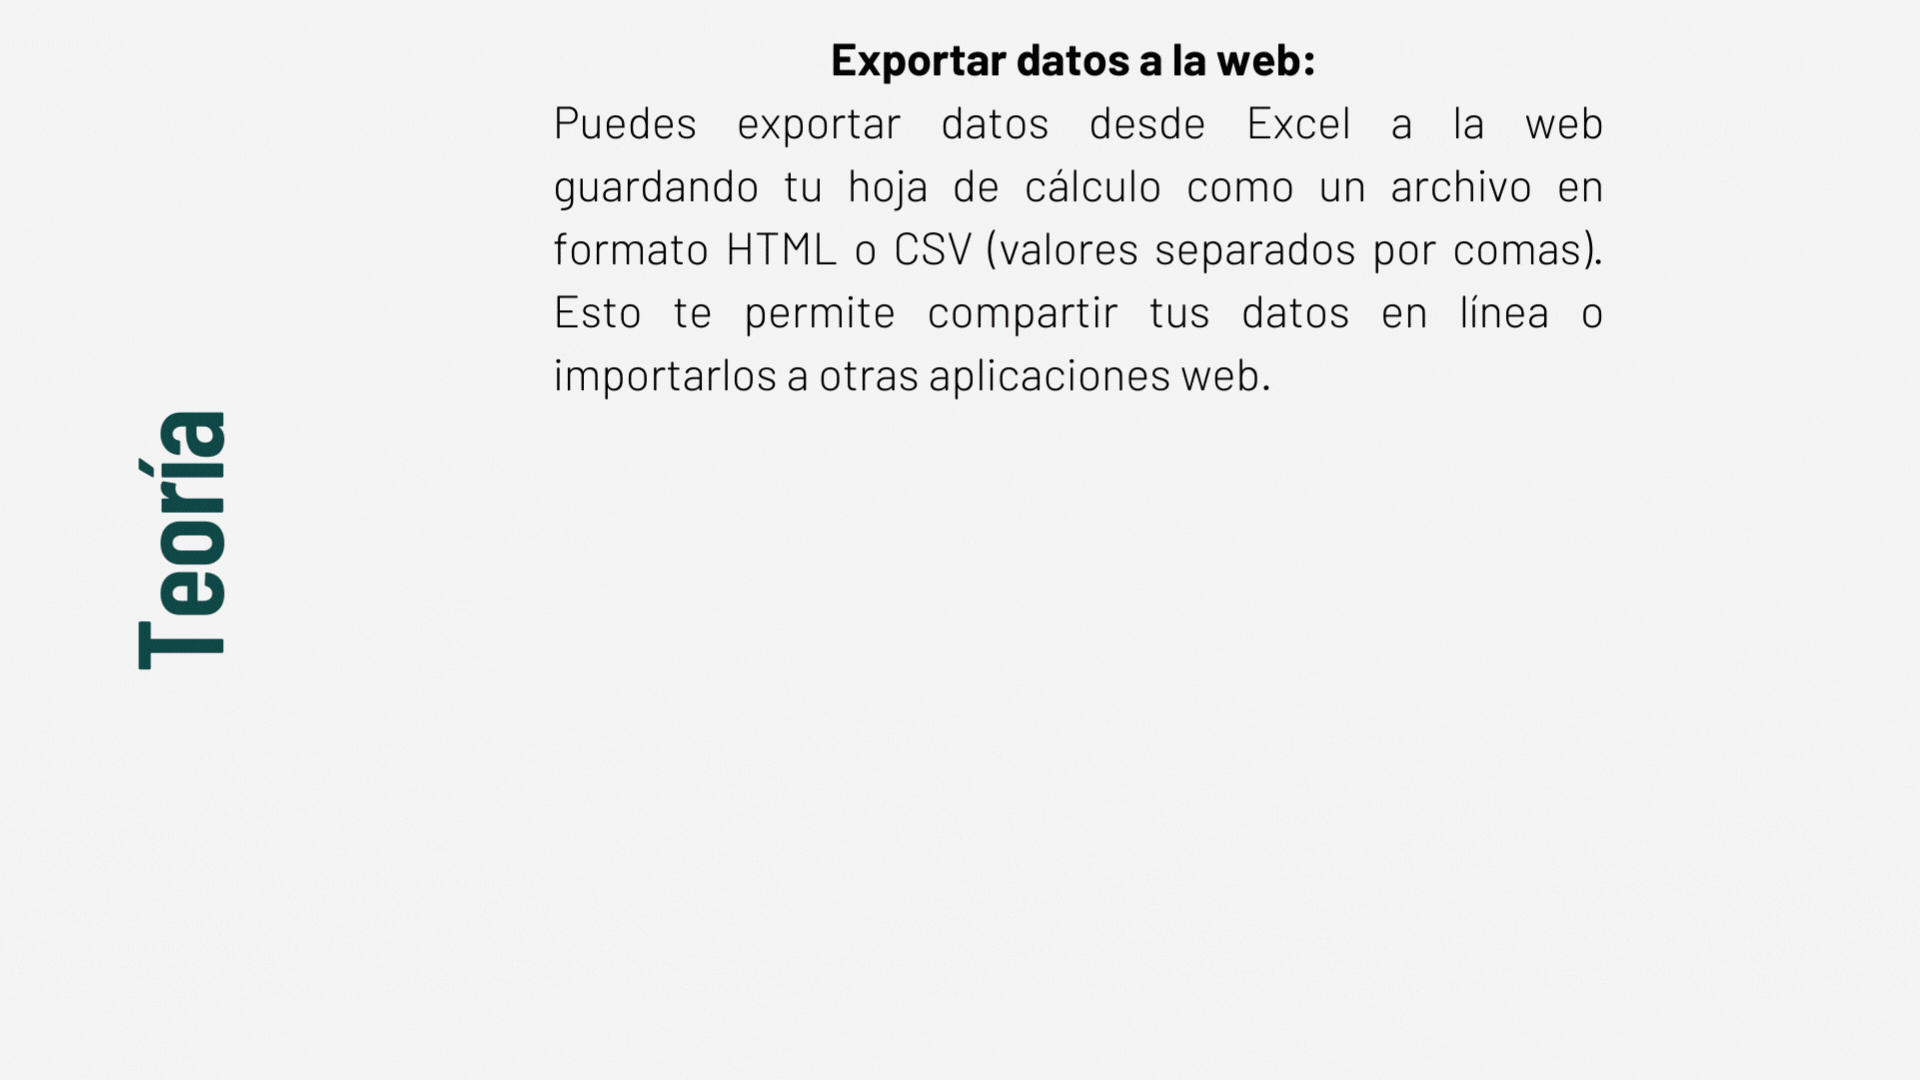 Exportar datos a la web:
Puedes exportar datos desde Excel a la web
guardando tu hoja de cálculo como un archivo en
formato HTML o CSV (valores separados por comas).
Esto te permite compartir tus datos en línea o
importarlos a otras aplicaciones web.
Teoría